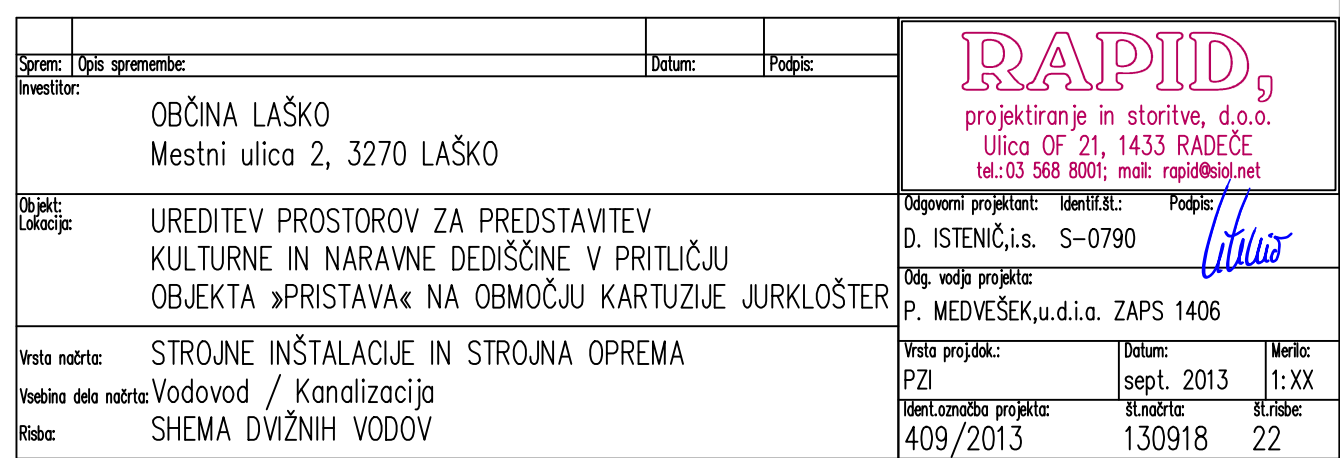 Sprem: Opis spremembe: Datum: Podpis:
Investitor:
OBČINA LAŠKO
Mestni ulica 2, 3270 LAŠKO
Objekt:
Lokacija:
UREDITEV PROSTOROV ZA PREDSTAVITEV
KULTURNE IN NARAVNE DEDIŠČINE V PRITLIČJU
OBJEKTA »PRISTAVA« NA OBMOČJU KARTUZIJE JURKLOŠTER
Vrsta načrta: STROJNE INŠTALACIJE IN STROJNA OPREMA
Vsebina dela načrta: Vodovod / Kanalizacija
Risba: SHEMA DVIŽNIH VODOV
RAPID,
projektiranje in storitve, d.o.o.
Ulica OF 21, 1433 RADEČE
tel.: 03 568 8001; mail: rapid@siol.net
Odgovorni projektant: Identif.št.: Podpis:
D. ISTENIČ,i.s. S-0790
Odg. vodja projekta:
P. MEDVEŠEK,u.d.i.a. ZAPS 1406
Vrsta proj.dok.: Datum: Merilo:
PZI sept. 2013 1:XX
Ident.označba projekta: št.načrta: št.risbe:
409/2013 130918 22